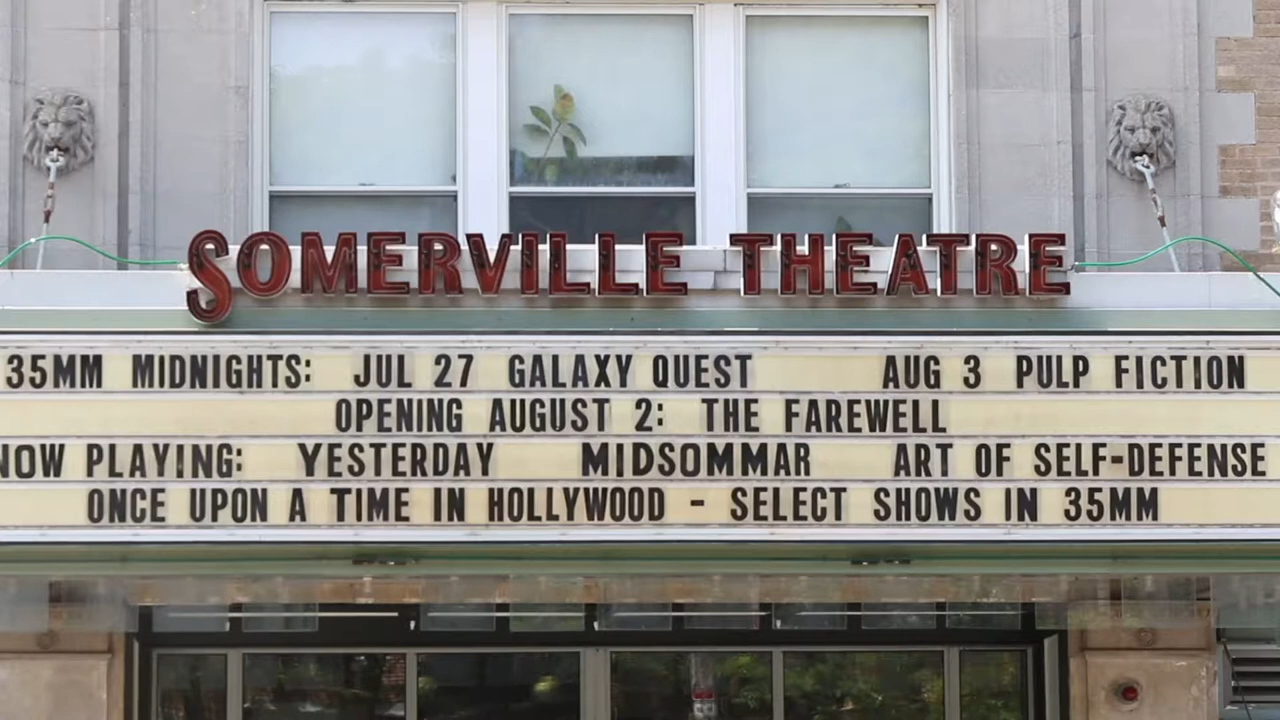 SOMERVILLE THEATRE
35MM MIDNIGHTS: JUL 27 GALAXY QUEST AUG 3 PULP FICTION
OPENING AUGUST 2: THE FAREWELL
NOW PLAYING: YESTERDAY MIDSOMMAR ART OF SELF-DEFENSE
ONCE UPON A TIME IN HOLLYWOOD - SELECT SHOWS IN 35MM